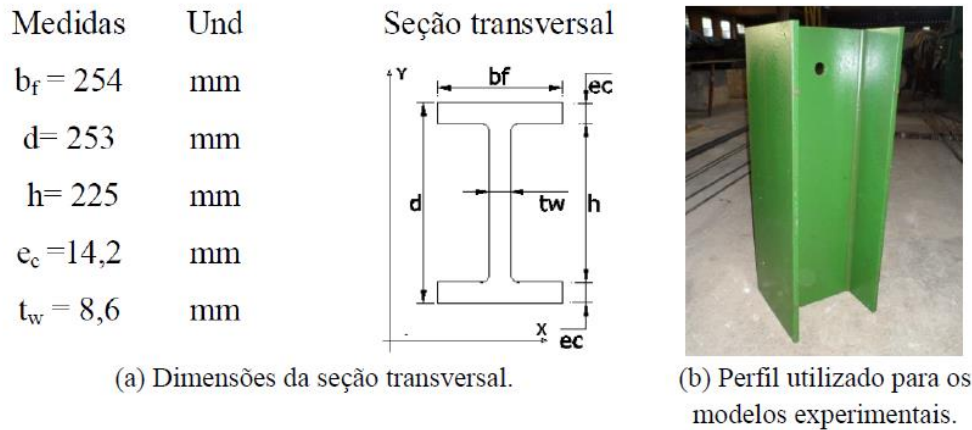 Medidas Und Seção transversal
b_f = 254 mm
d= 253 mm
h= 225 mm
e_c =14,2 mm
t_w = 8,6 mm
Y
bf
ec
d
tw
h
X
ec
(a) Dimensões da seção transversal.
(b) Perfil utilizado para os
modelos experimentais.